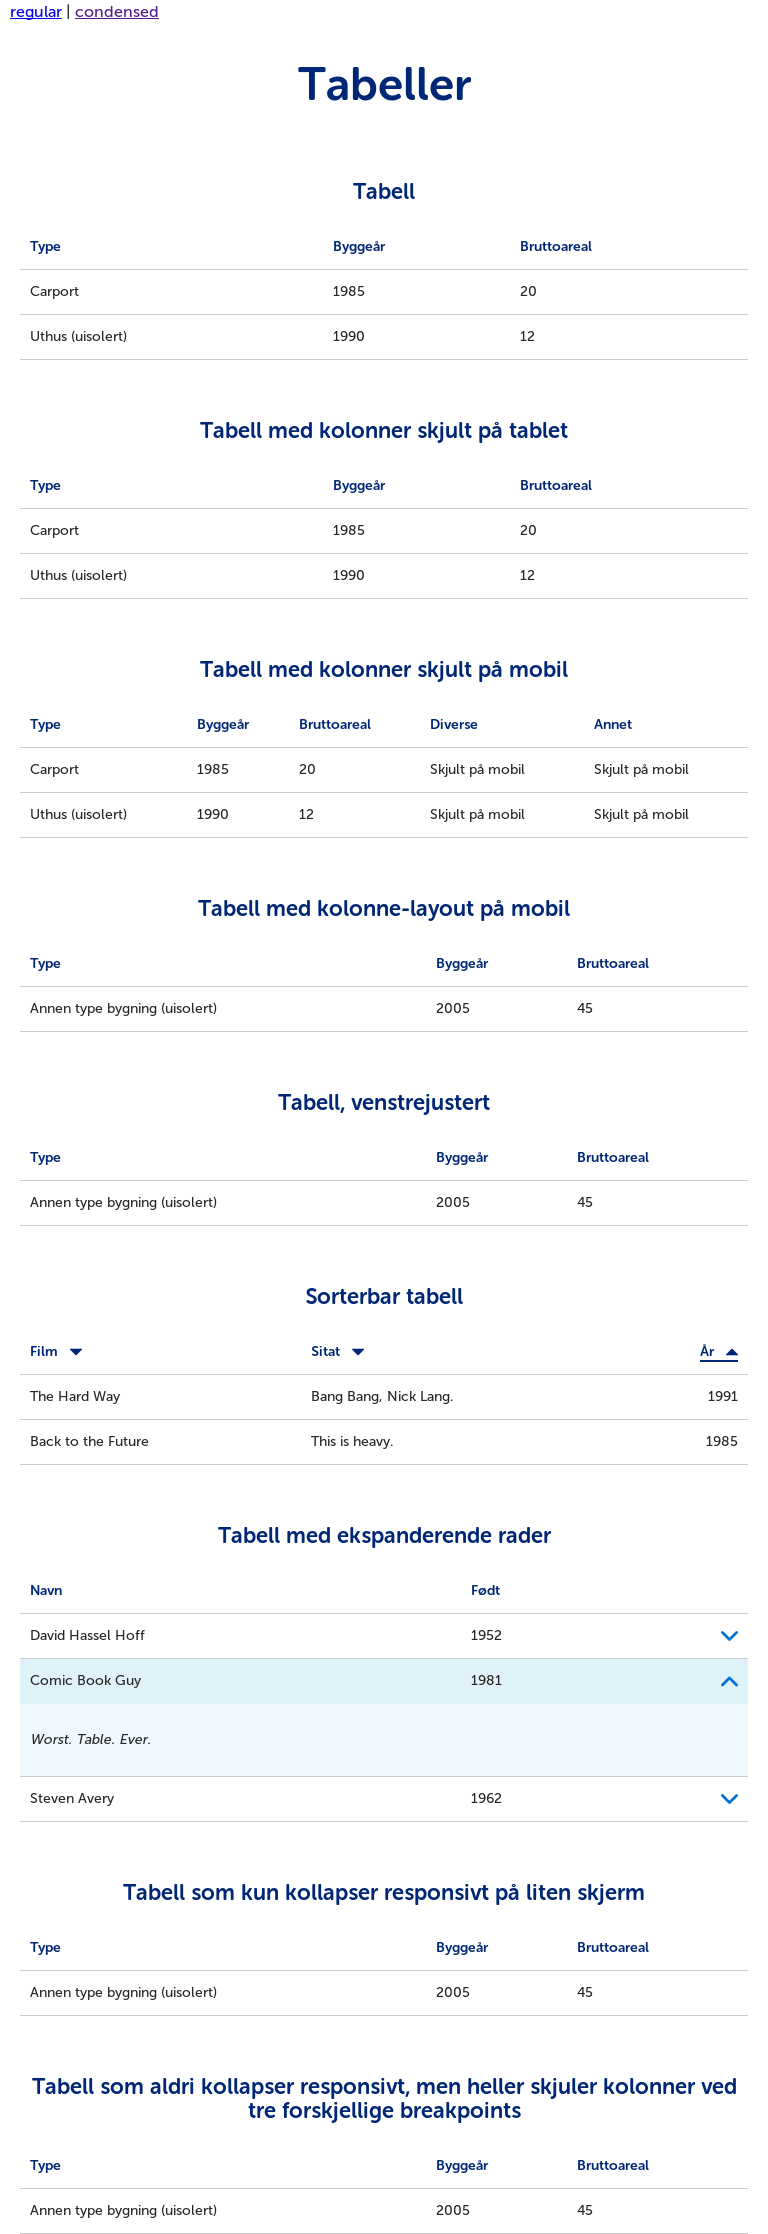 regular | condensed
Tabeller
Tabell
Type Byggeår Bruttoareal
Carport 1985 20
Uthus (uisolert) 1990 12
Tabell med kolonner skjult på tablet
Type Byggeår Bruttoareal
Carport 1985 20
Uthus (uisolert) 1990 12
Tabell med kolonner skjult på mobil
Type Byggeår Bruttoareal Diverse Annet
Carport 1985 20 Skjult på mobil Skjult på mobil
Uthus (uisolert) 1990 12 Skjult på mobil Skjult på mobil
Tabell med kolonne-layout på mobil
Type Byggeår Bruttoareal
Annen type bygning (uisolert) 2005 45
Tabell, venstrejustert
Type Byggeår Bruttoareal
Annen type bygning (uisolert) 2005 45
Sorterbar tabell
Film Sitat År
The Hard Way Bang Bang, Nick Lang. 1991
Back to the Future This is heavy. 1985
Tabell med ekspanderende rader
Navn Født
David Hassel Hoff 1952
Comic Book Guy 1981
Worst. Table. Ever.
Steven Avery 1962
Tabell som kun kollapser responsivt på liten skjerm
Type Byggeår Bruttoareal
Annen type bygning (uisolert) 2005 45
Tabell som aldri kollapser responsivt, men heller skjuler kolonner ved
tre forskjellige breakpoints
Type Byggeår Bruttoareal
Annen type bygning (uisolert) 2005 45